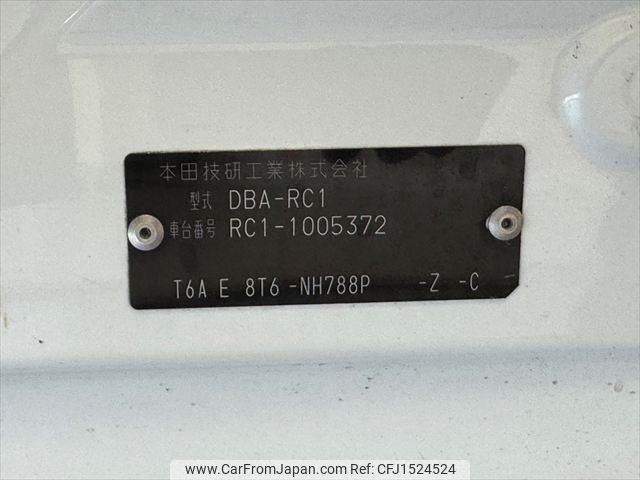 本田技研工業株式会社
型式 DBA-RC1
車台番号 RC1-1005372
T6A E 8T6 -NH788P -Z -C
www.CarFromJapan.com | CFJ1524524